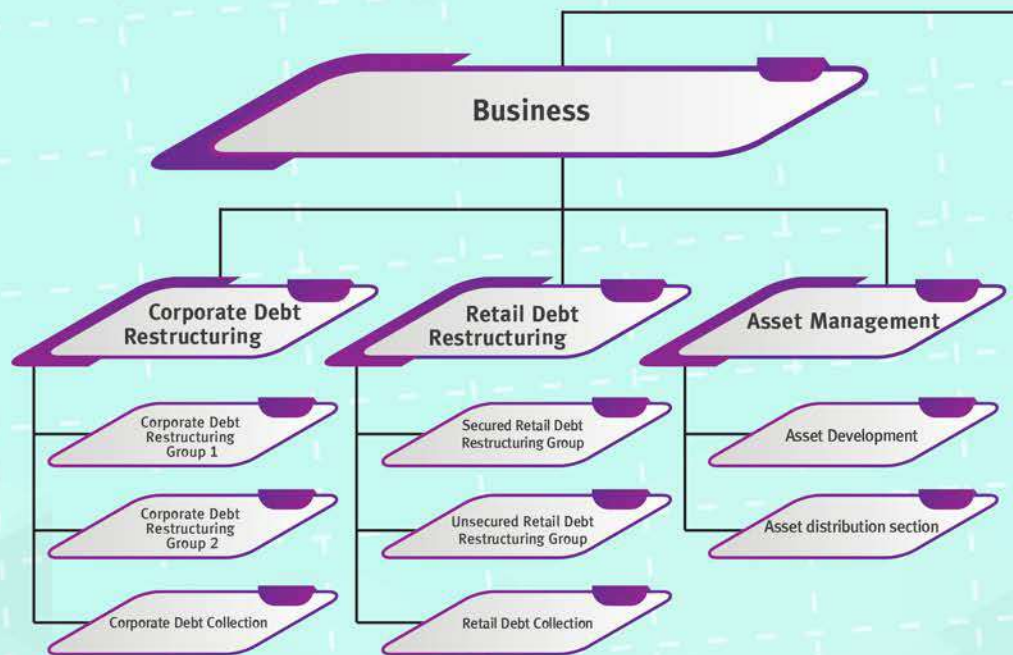 Business
Corporate Debt
Restructuring
Retail Debt
Restructuring
Asset Management
Corporate Debt
Restructuring
Group 1
Secured Retail Debt
Restructuring Group
Asset Development
Corporate Debt
Restructuring
Group 2
Unsecured Retail Debt
Restructuring Group
Asset distribution section
Corporate Debt Collection
Retail Debt Collection